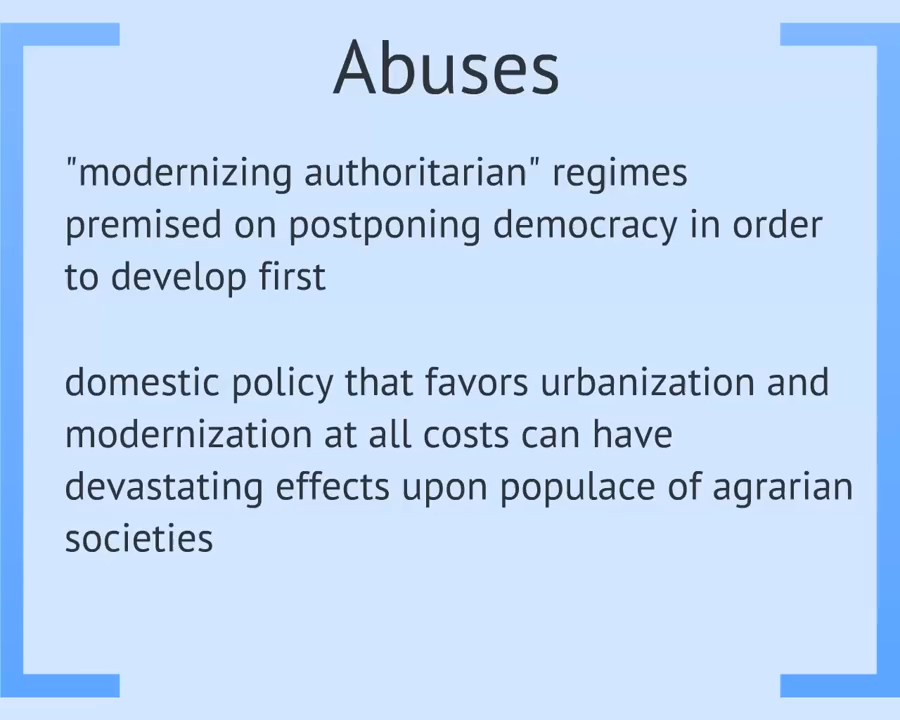 Abuses
"modernizing authoritarian" regimes
premised on postponing democracy in order
to develop first
domestic policy that favors urbanization and
modernization at all costs can have
devastating effects upon populace of agrarian
societies